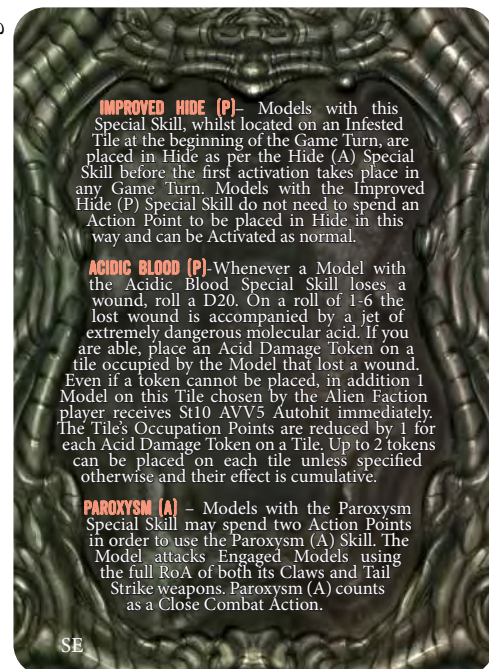 IMPROVED HIDE (P)– Models with this
Special Skill, whilst located on an Infested
Tile at the beginning of the Game Turn, are
placed in Hide as per the Hide (A) Special
Skill before the first activation takes place in
any Game Turn. Models with the Improved
Hide (P) Special Skill do not need to spend an
Action Point to be placed in Hide in this
way and can be Activated as normal.
ACIDIC BLOOD (P)-Whenever a Model with
the Acidic Blood Special Skill loses a
wound, roll a D20. On a roll of 1-6 the
lost wound is accompanied by a jet of
extremely dangerous molecular acid. If you
are able, place an Acid Damage Token on a
tile occupied by the Model that lost a wound.
Even if a token cannot be placed, in addition 1
Model on this Tile chosen by the Alien Faction
player receives St10 AVV5 Autohit immediately.
The Tile's Occupation Points are reduced by 1 for
each Acid Damage Token on a Tile. Up to 2 tokens
can be placed on each tile unless specified
otherwise and their effect is cumulative.
PAROXYSM (A) – Models with the Paroxysm
Special Skill may spend two Action Points
in order to use the Paroxysm (A) Skill. The
Model attacks Engaged Models using
the full RoA of both its Claws and Tail
Strike weapons. Paroxysm (A) counts
as a Close Combat Action.
SE